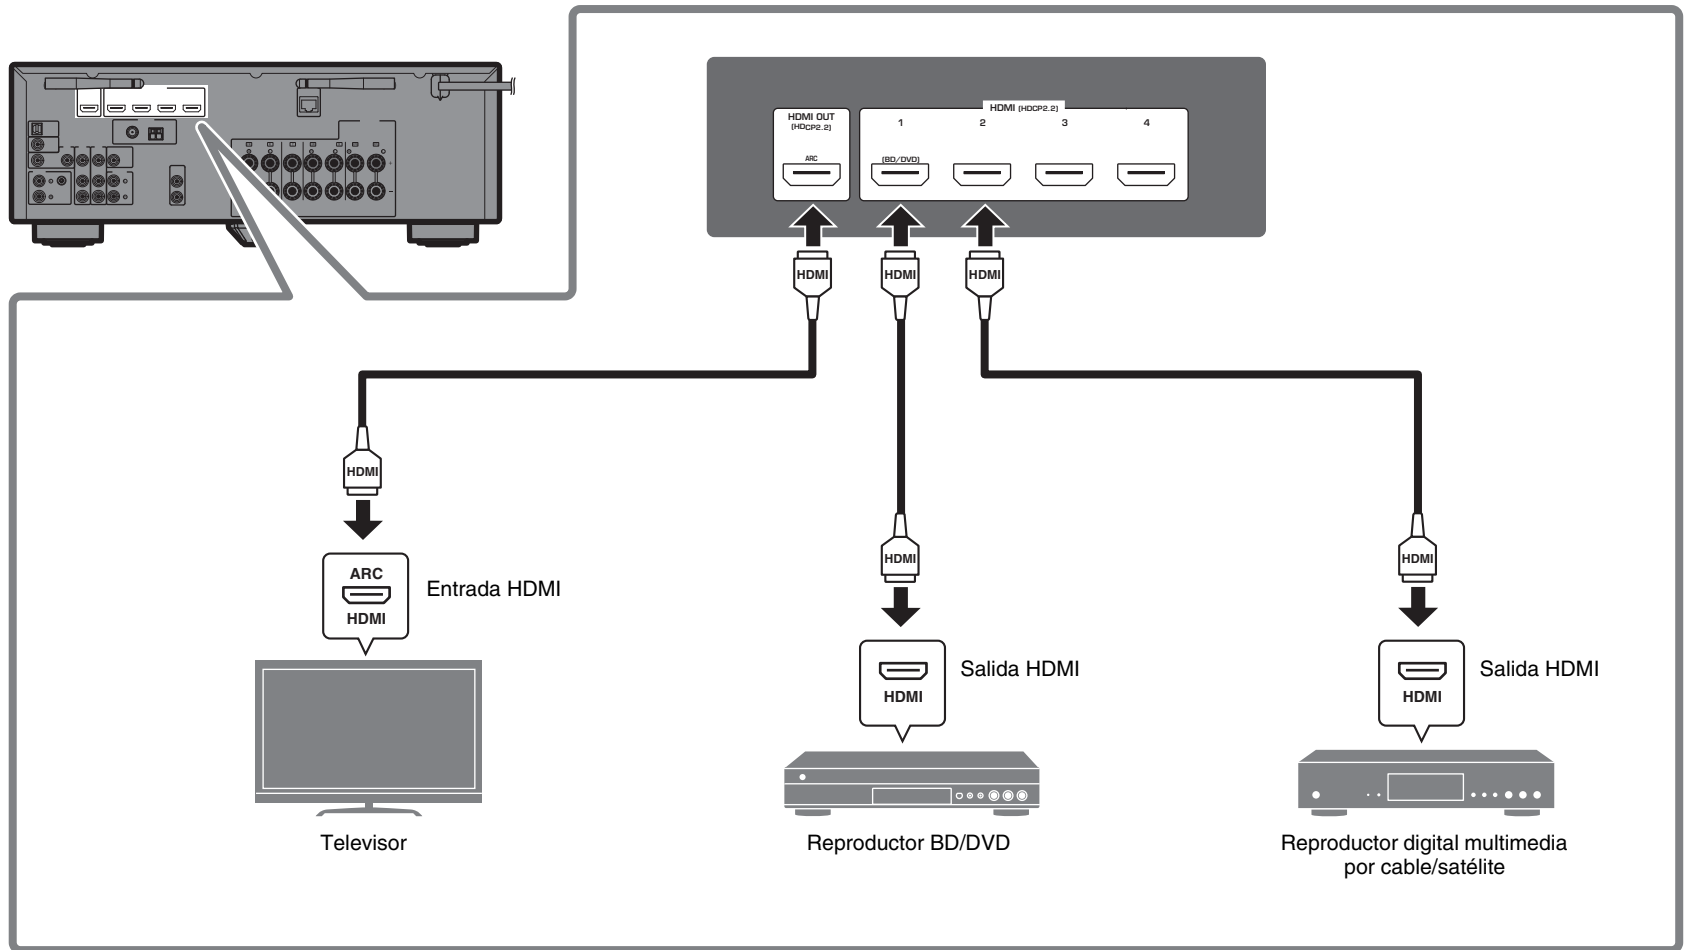 HDMI (HDCP2.2)
HDMI OUT
(HDCP2.2)
1
2
3
4
ARC
(BD/DVD)
HDMI
HDMI
HDMI
HDMI
HDMI
HDMI
ARC
HDMI
Entrada HDMI
HDMI
Salida HDMI
HDMI
Salida HDMI
Televisor
Reproductor BD/DVD
Reproductor digital multimedia
por cable/satélite